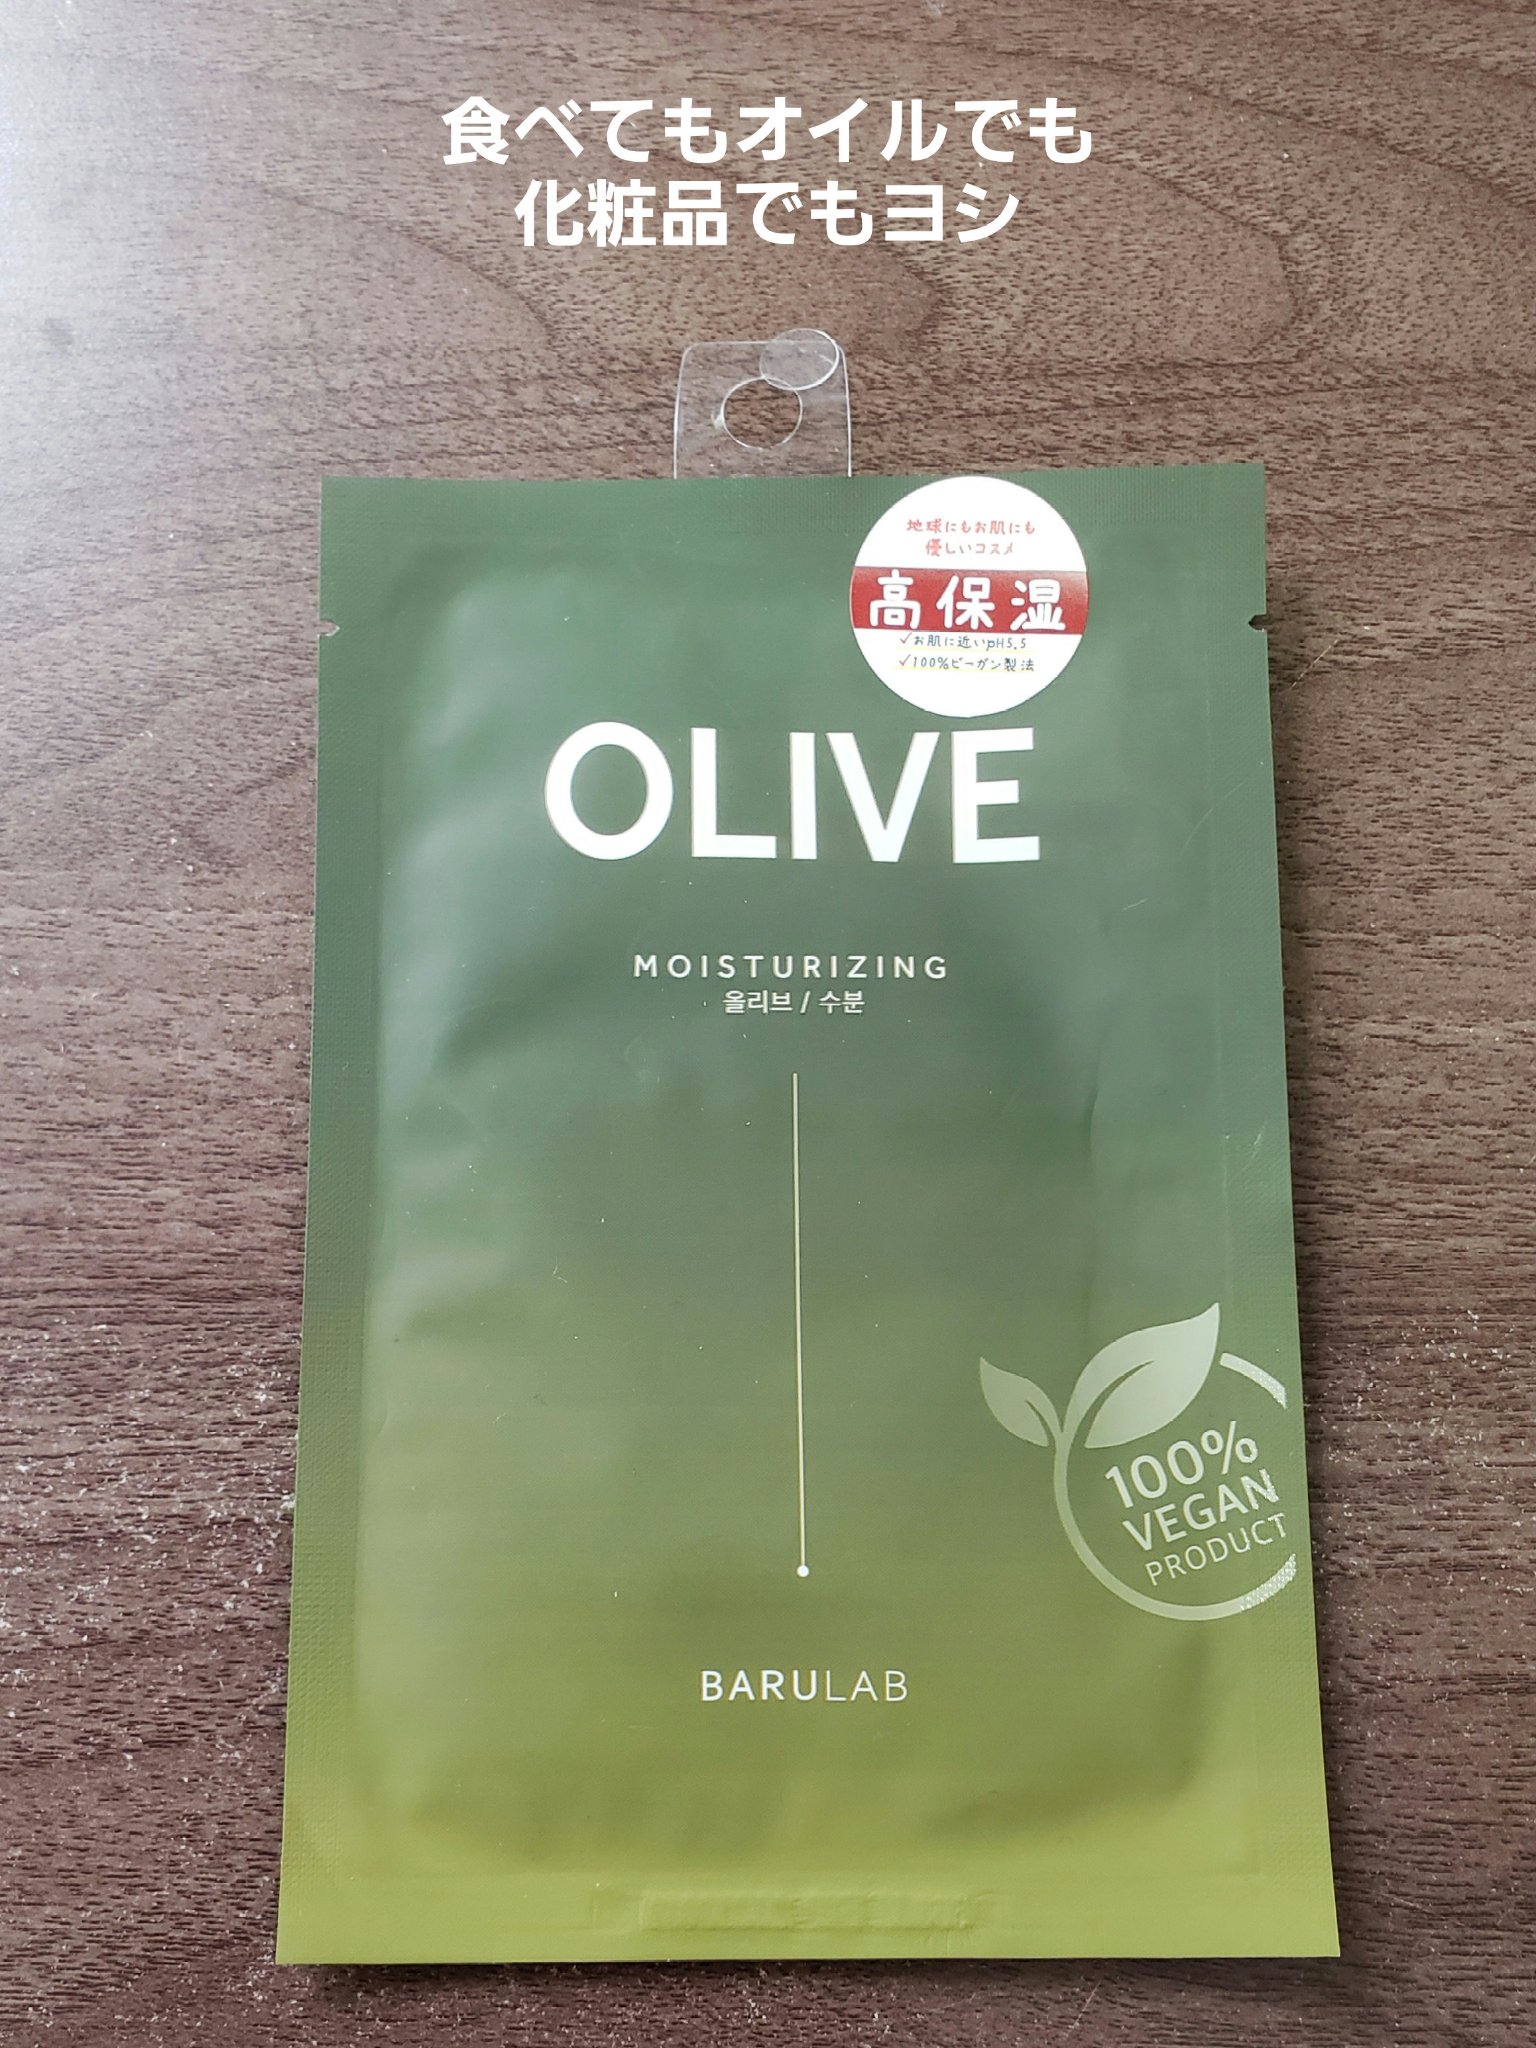 食べてもオイルでも
化粧品でもヨシ
地球にもお肌にも
優しいコスメ
高保湿
✓お肌に近いpH5.5
✓100%ビーガン製法
OLIVE
MOISTURIZING
올리브 / 수분
100%
VEGAN
PRODUCT
BARULAB